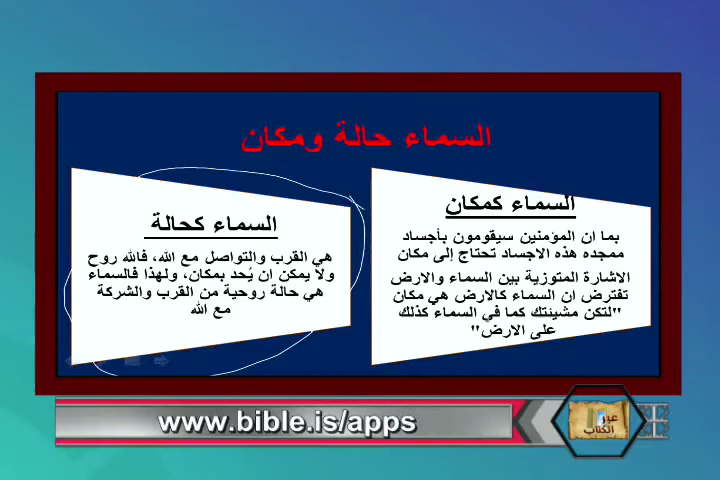 السماء حالة ومكان
السماء كمكان
بما ان المؤمنين سيقومون بأجساد
ممجده هذه الاجساد تحتاج إلى مكان
الاشارة المتوزية بين السماء والارض
تفترض ان السماء كالارض هي مكان
"لتكن مشيئتك كما في السماء كذلك
على الارض"
السماء كحالة
هي القرب والتواصل مع الله، فالله روح
ولا يمكن ان يُحد بمكان، ولهذا فالسماء
هي حالة روحية من القرب والشركة
مع الله
www.bible.is/apps
عبر
الكتاب